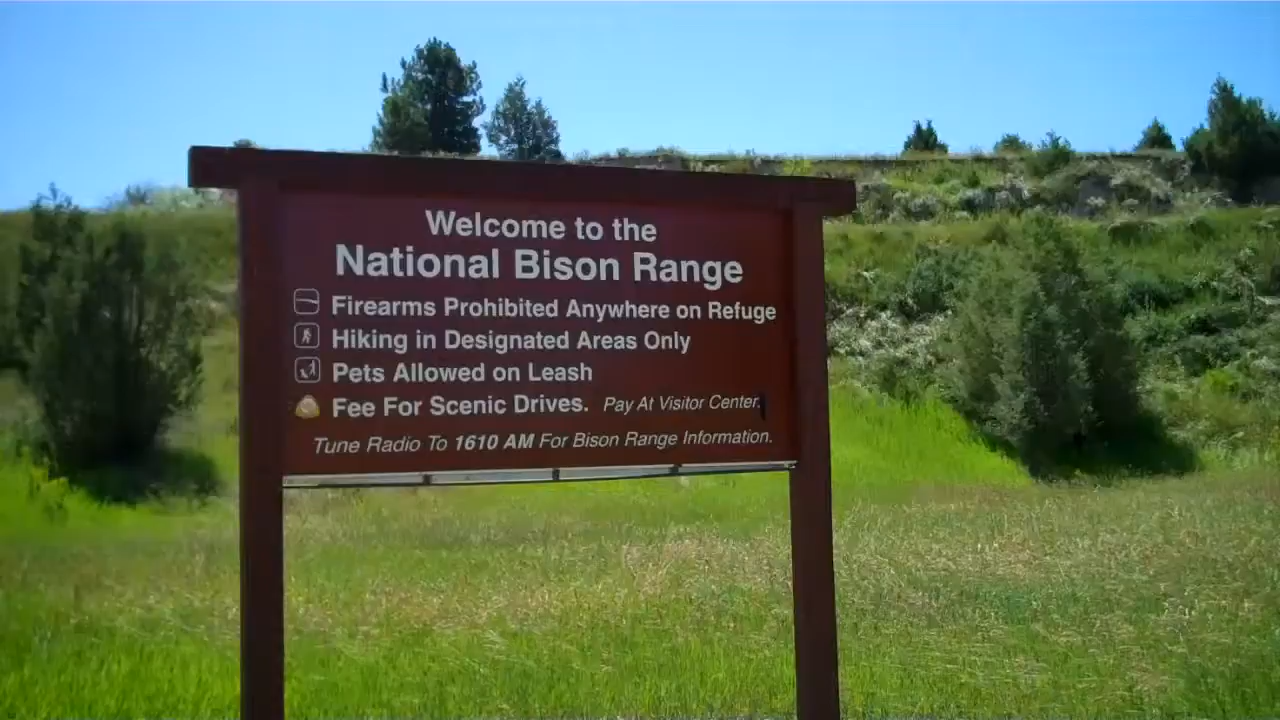 Welcome to the
National Bison Range
Firearms Prohibited Anywhere on Refuge
Hiking in Designated Areas Only
Pets Allowed on Leash
Fee For Scenic Drives. Pay At Visitor Center.
Tune Radio To 1610 AM For Bison Range Information.